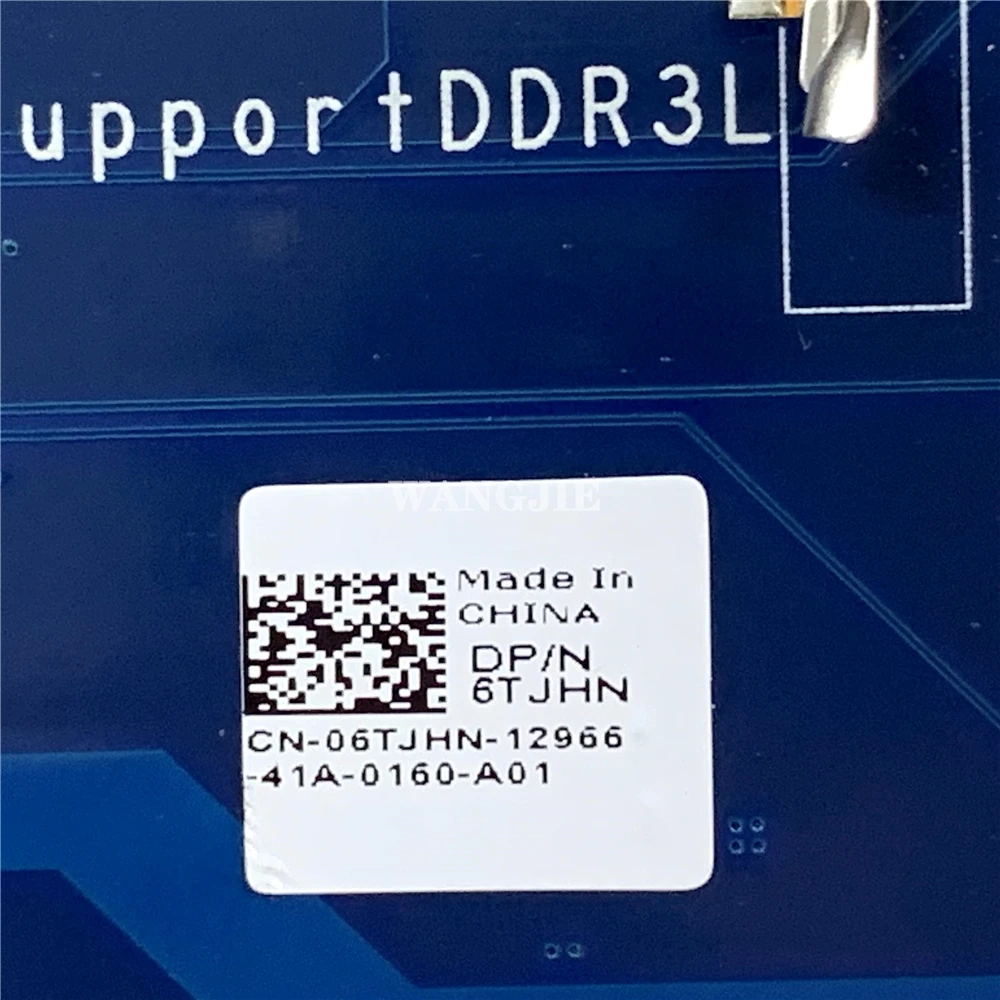 upportDDR3L
WANGJIE
Made In
CHINA
DP/N
6TJHN
CN-06TJHN-12966
-41A-0160-A01